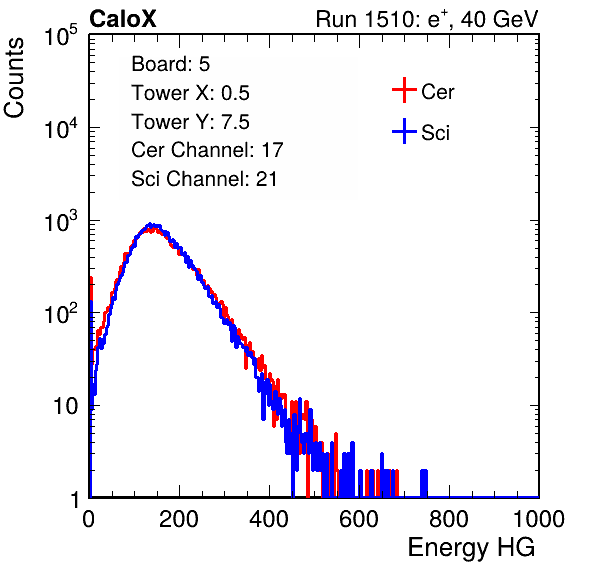 CaloX Run 1510: e⁺, 40 GeV
Counts
Board: 5
Tower X: 0.5
Tower Y: 7.5
Cer Channel: 17
Sci Channel: 21
Cer
Sci
10⁵
10⁴
10³
10²
10
1
0 200 400 600 800 1000
Energy HG